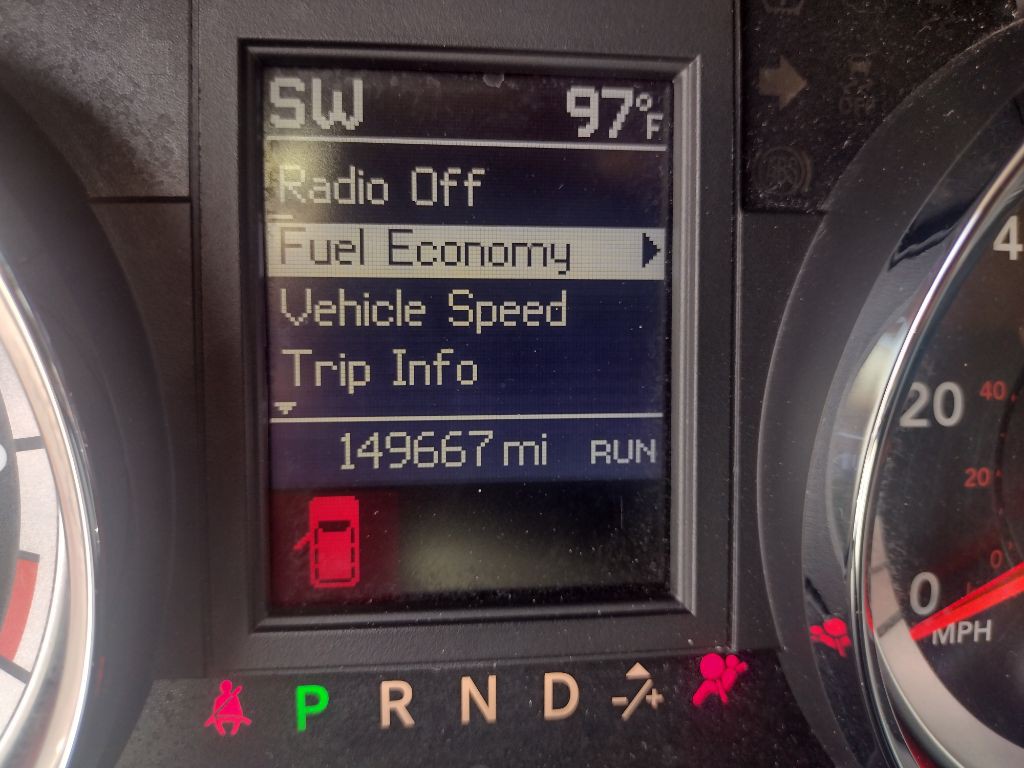 SW 97°F
Radio Off
Fuel Economy
Vehicle Speed
Trip Info
149667 mi RUN
P R N D -/+
4
20
40
20
0
0
MPH